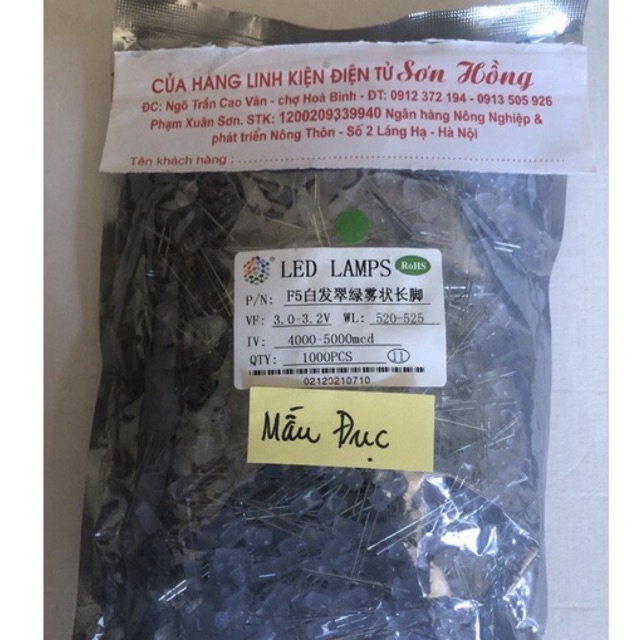 CỬA HÀNG LINH KIỆN ĐIỆN TỬ Sơn Hồng
ĐC: Ngõ Trần Cao Vân - chợ Hoà Bình - ĐT: 0912 372 194 - 0913 505 926
Phạm Xuân Sơn. STK: 1200209339940 Ngân hàng Nông Nghiệp &
phát triển Nông Thôn - Số 2 Láng Hạ - Hà Nội
Tên khách hàng :
LED LAMPS RoHS
P/N: F5白发翠绿雾状长脚
VF: 3.0-3.2V WL: 520-525
IV: 4000-5000mcd
QTY: 1000PCS 11
02120210710
Mẫu Đục